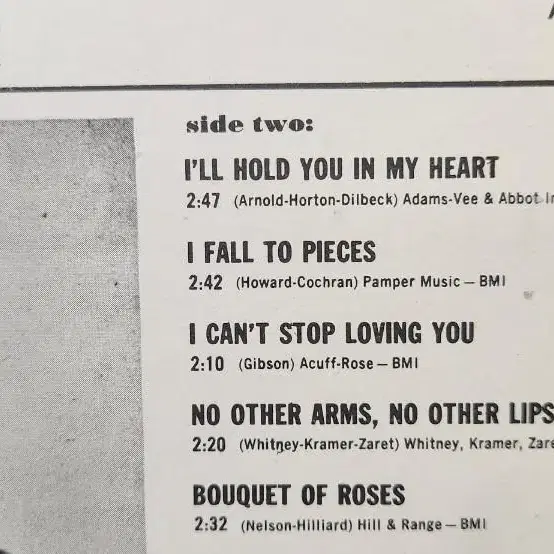 side two:
I'LL HOLD YOU IN MY HEART
2:47 (Arnold-Horton-Dilbeck) Adams-Vee & Abbot
I FALL TO PIECES
2:42 (Howard-Cochran) Pamper Music — BMI
I CAN'T STOP LOVING YOU
2:10 (Gibson) Acuff-Rose — BMI
NO OTHER ARMS, NO OTHER LIPS
2:20 (Whitney-Kramer-Zaret) Whitney, Kramer,
BOUQUET OF ROSES
2:32 (Nelson-Hilliard) Hill & Range — BMI